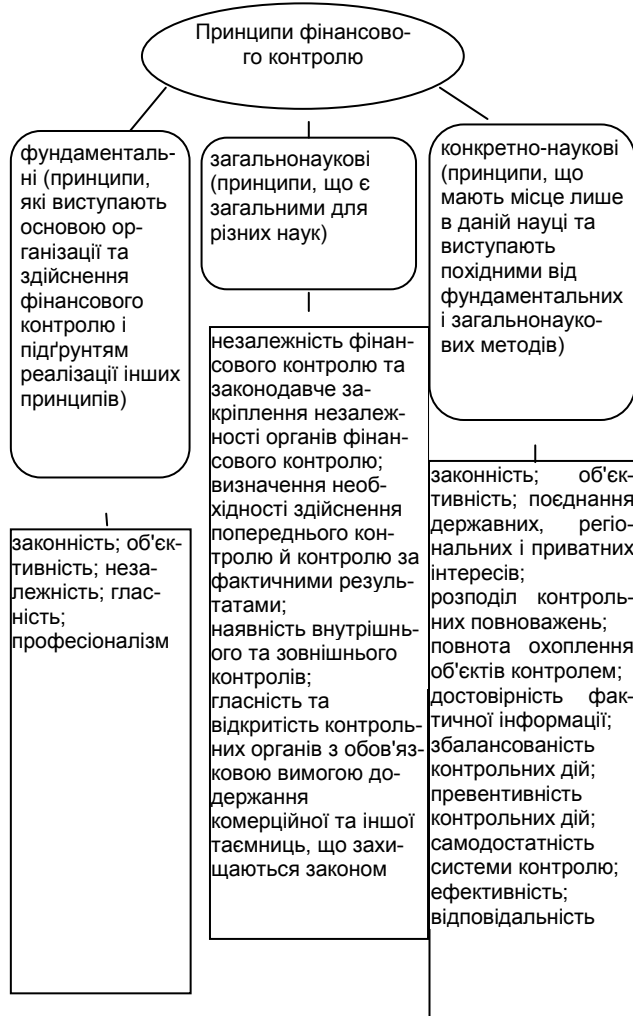 Принципи фінансово-
го контролю
фундаменталь-
ні (принципи,
які виступають
основою ор-
ганізації та
здійснення
фінансового
контролю і
підґрунтям
реалізації інших
принципів)
загальнонаукові
(принципи, що є
загальними для
різних наук)
конкретно-наукові
(принципи, що
мають місце лише
в даній науці та
виступають
похідними від
фундаментальних
і загальнонауко-
вих методів)
законність; об'єк-
тивність; неза-
лежність; глас-
ність;
професіоналізм
незалежність фінан-
сового контролю та
законодавче за-
кріплення незалеж-
ності органів фінан-
сового контролю;
визначення необ-
хідності здійснення
попереднього кон-
тролю й контролю за
фактичними резуль-
татами;
наявність внутрішнь-
ого та зовнішнього
контролів;
гласність та
відкритість контроль-
них органів з обов'яз-
ковою вимогою до-
держання
комерційної та іншої
таємниць, що захи-
щаються законом
законність; об'єк-
тивність; поєднання
державних, регіо-
нальних і приватних
інтересів;
розподіл контроль-
них повноважень;
повнота охоплення
об'єктів контролем;
достовірність фак-
тичної інформації;
збалансованість
контрольних дій;
превентивність
контрольних дій;
самодостатність
системи контролю;
ефективність;
відповідальність